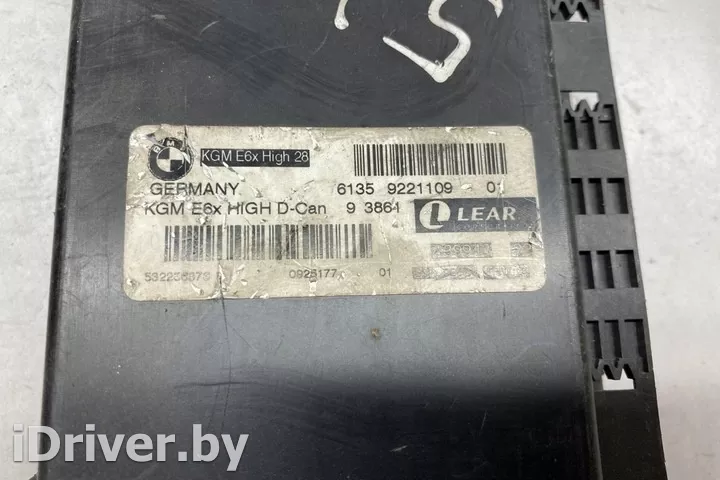 S
BMW
KGM E6x High 28
GERMANY
6135 9221109 01
KGM E6x HIGH D-Can 9 3861
LEAR
0925177 01
iDriver.by